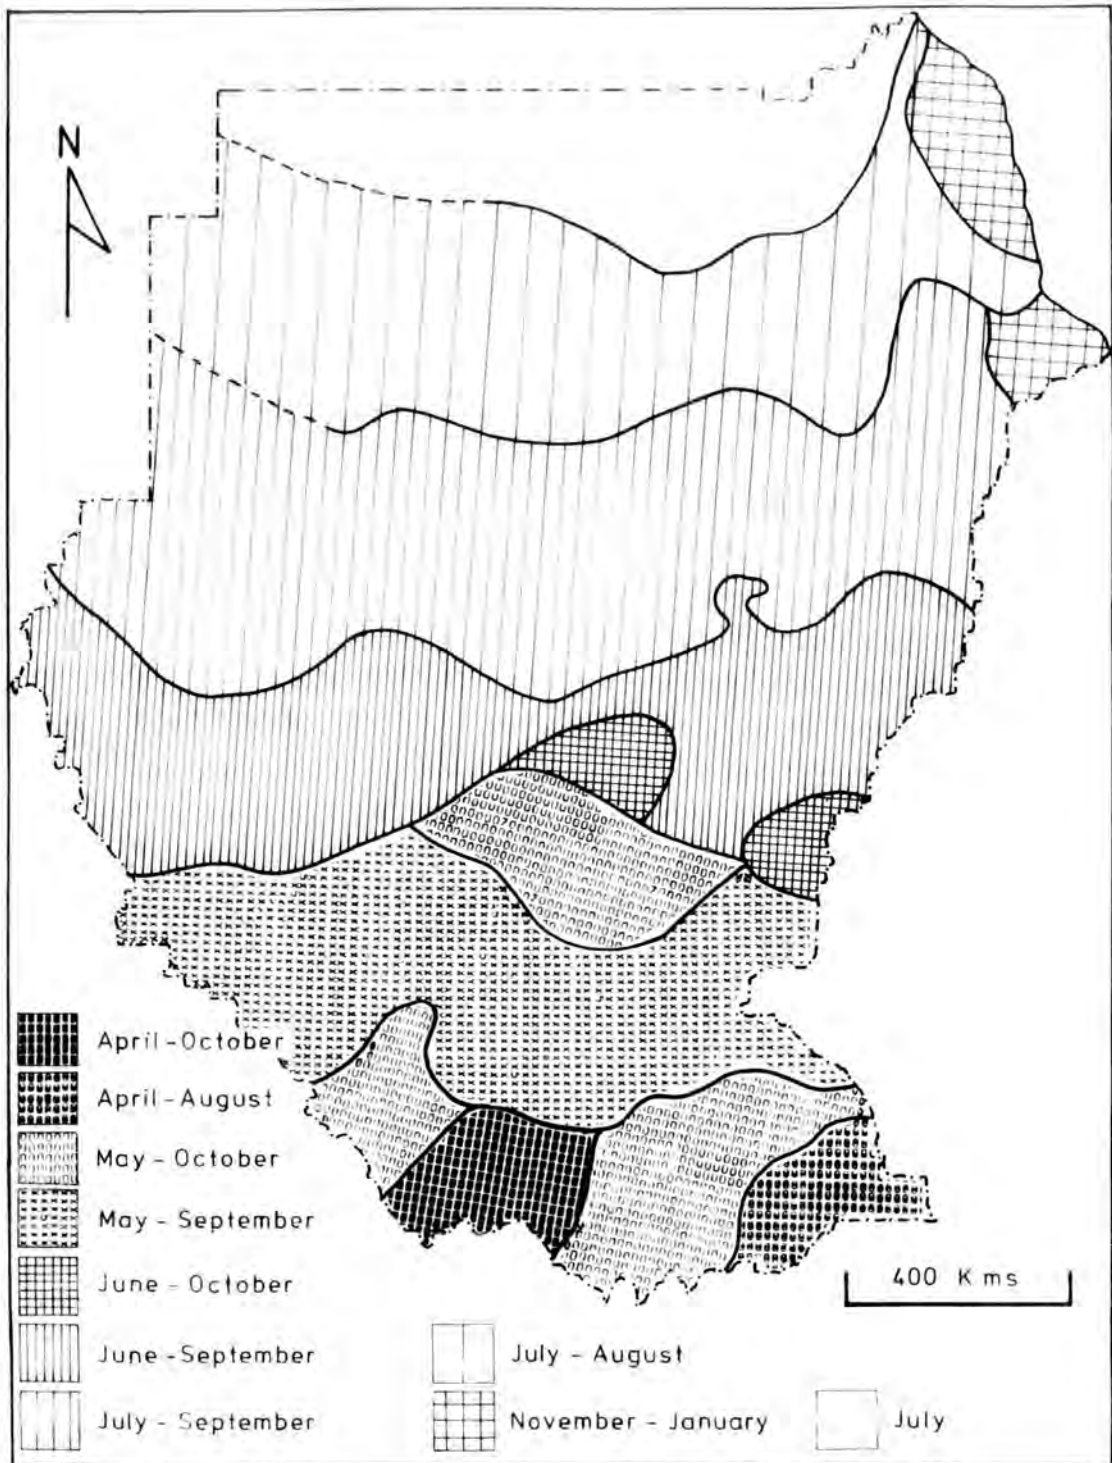 N
April - October
April - August
May - October
May - September
June - October
June - September
July - September
July - August
November - January
July
400 Kms